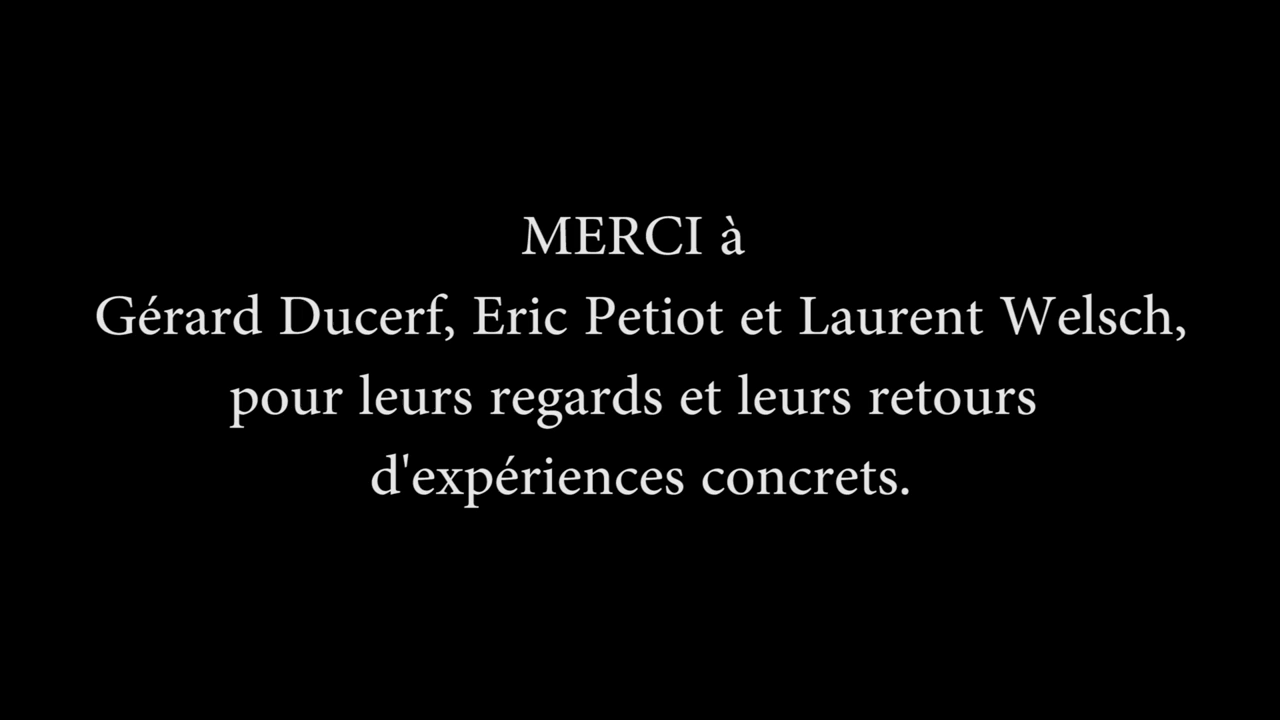 MERCI à
Gérard Ducerf, Eric Petiot et Laurent Welsch,
pour leurs regards et leurs retours
d'expériences concrets.